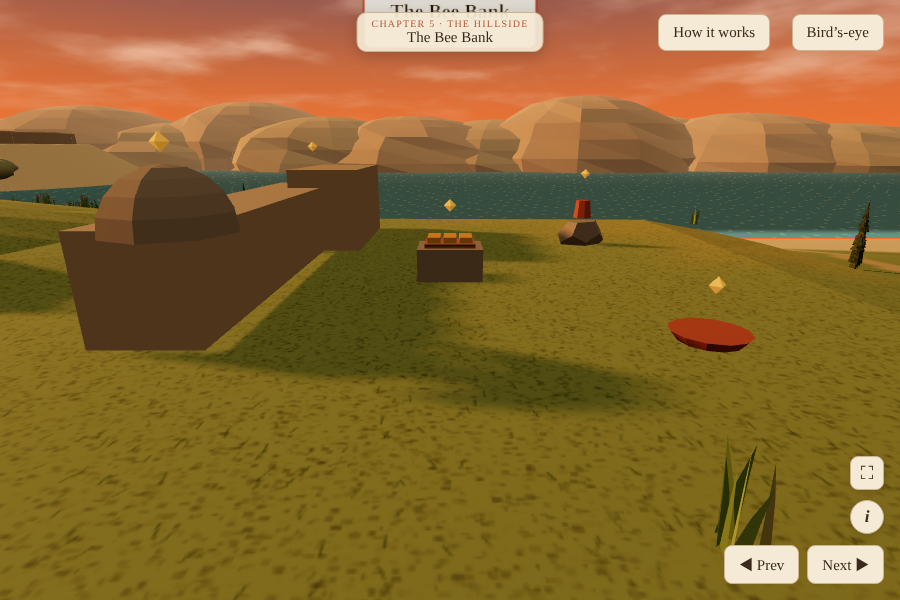 The Bee Bank
CHAPTER 5 · THE HILLSIDE
The Bee Bank
How it works
Bird’s-eye
i
◀ Prev
Next ▶